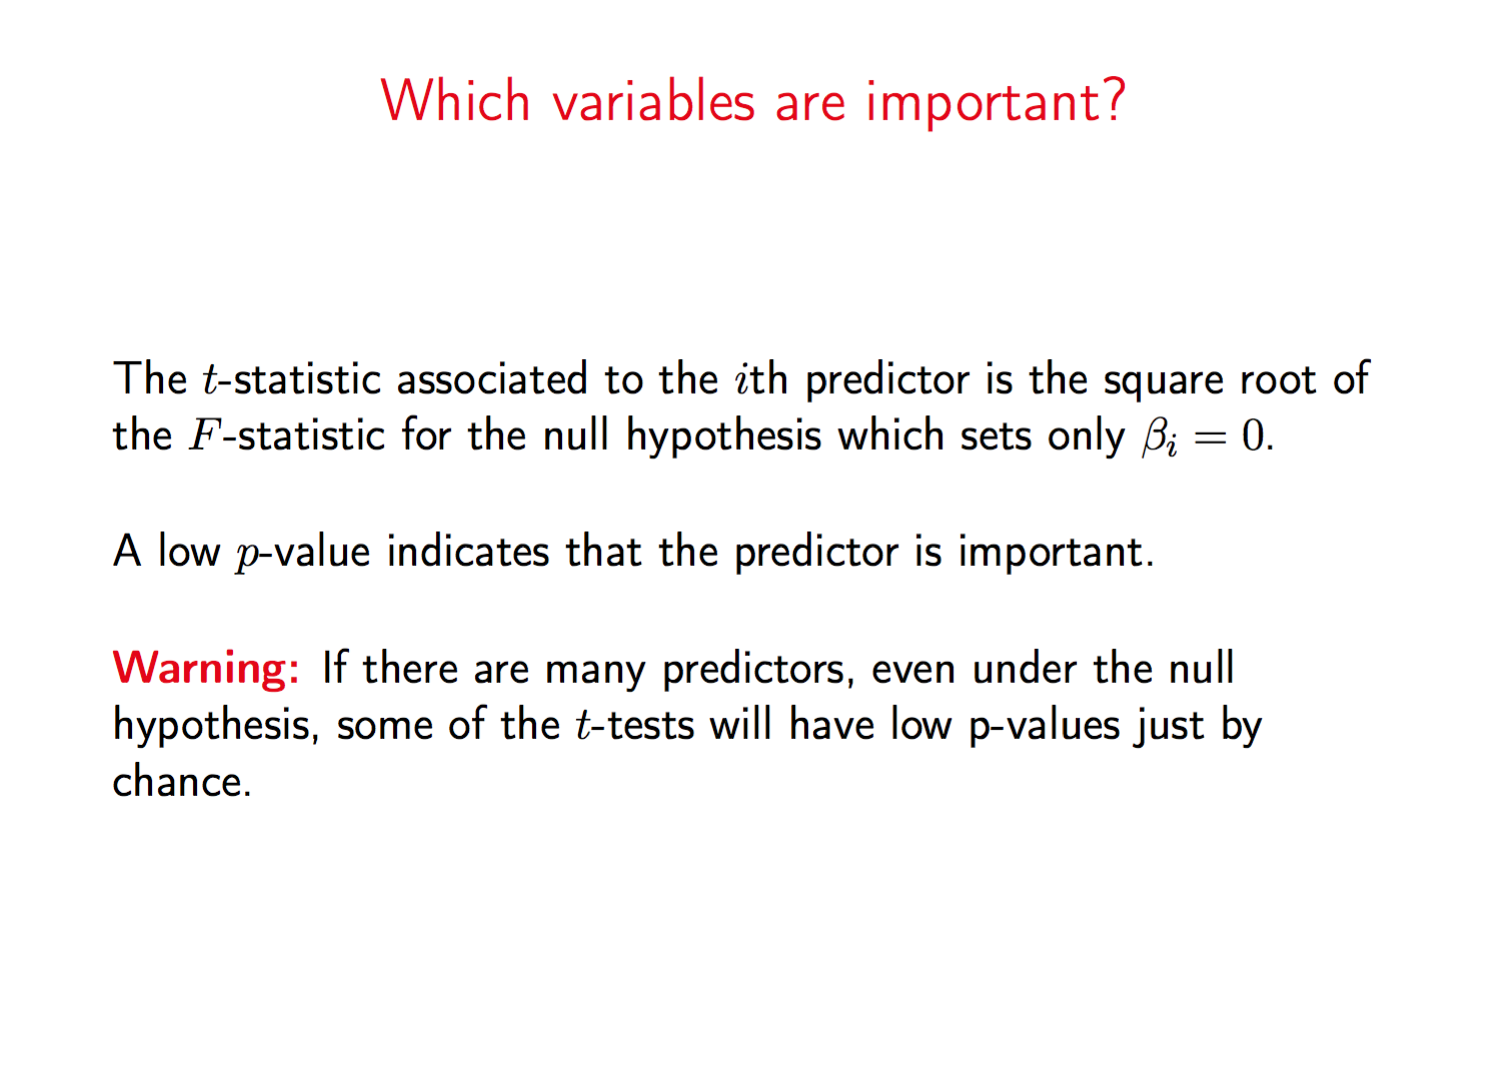 Which variables are important?
The t-statistic associated to the ith predictor is the square root of
the F-statistic for the null hypothesis which sets only βᵢ = 0.
A low p-value indicates that the predictor is important.
Warning: If there are many predictors, even under the null
hypothesis, some of the t-tests will have low p-values just by
chance.